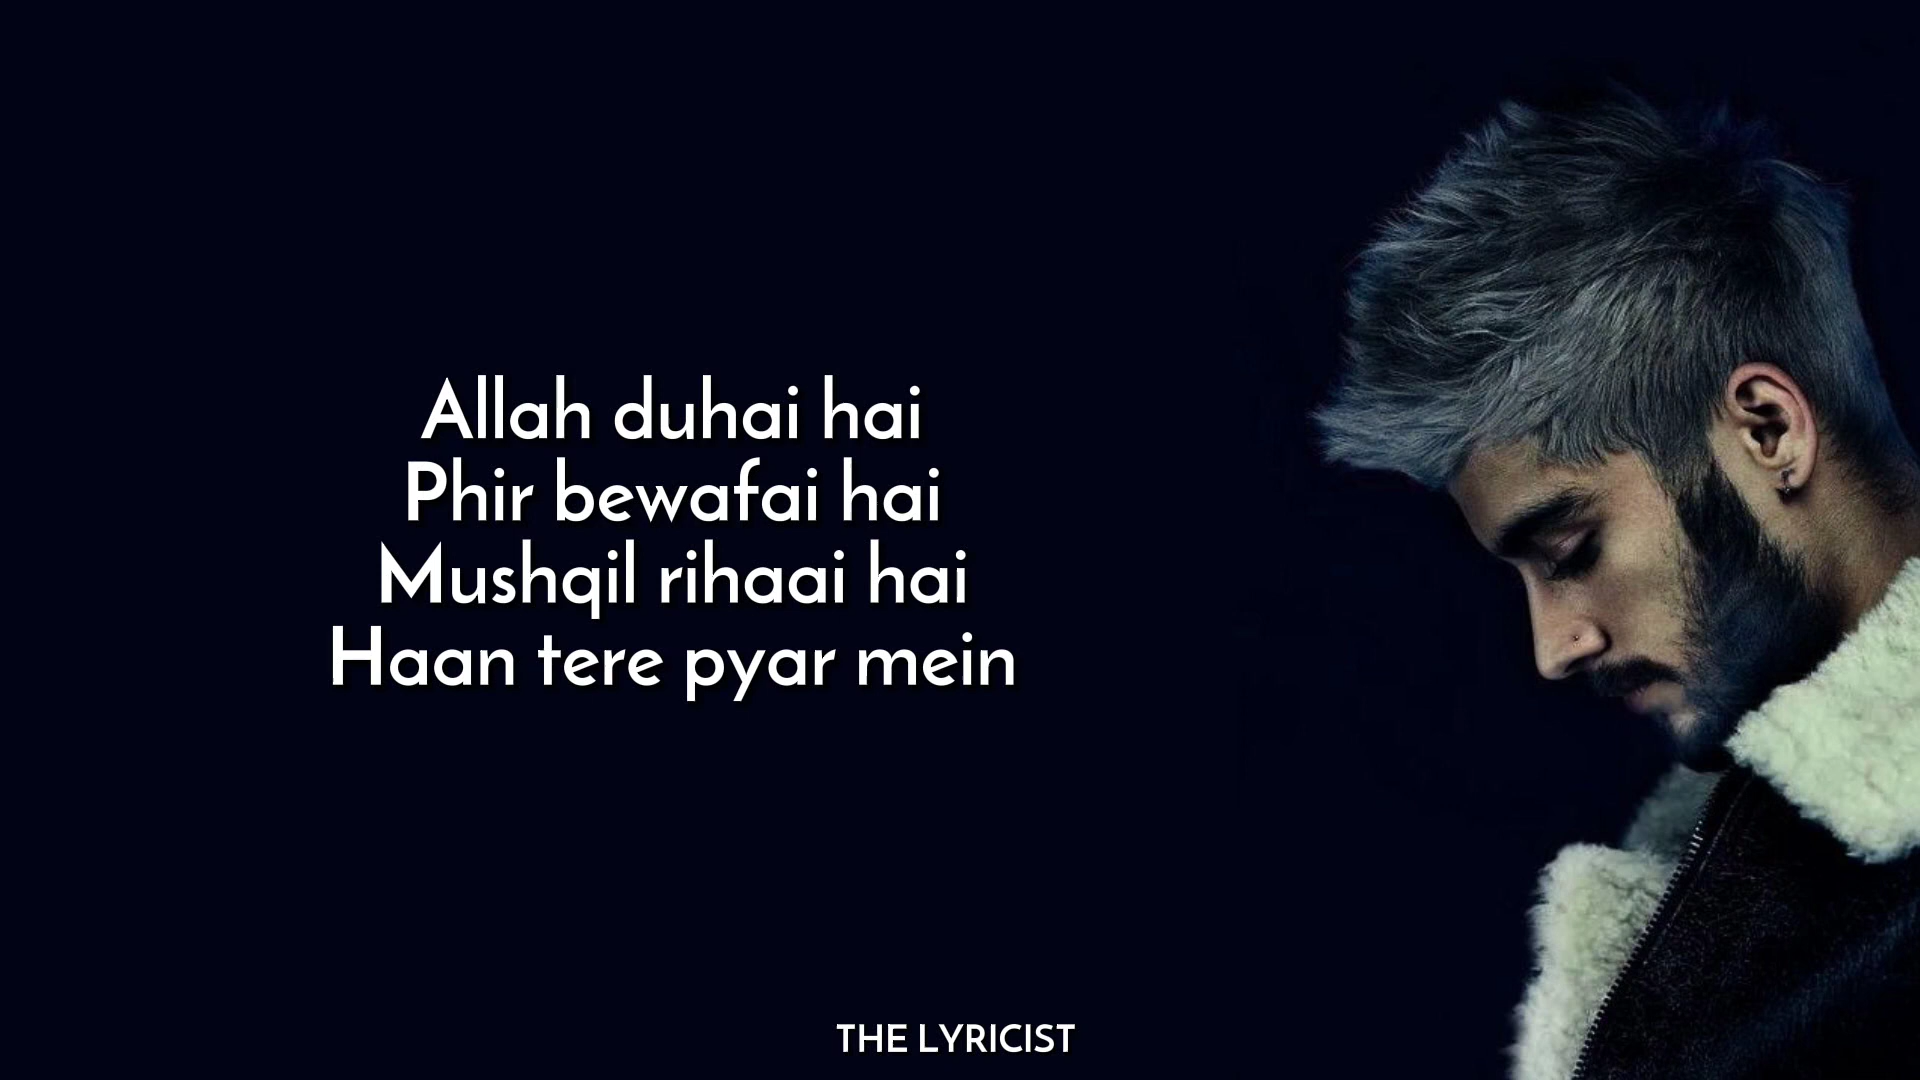 Allah duhai hai
Phir bewafai hai
Mushqil rihaai hai
Haan tere pyar mein
THE LYRICIST